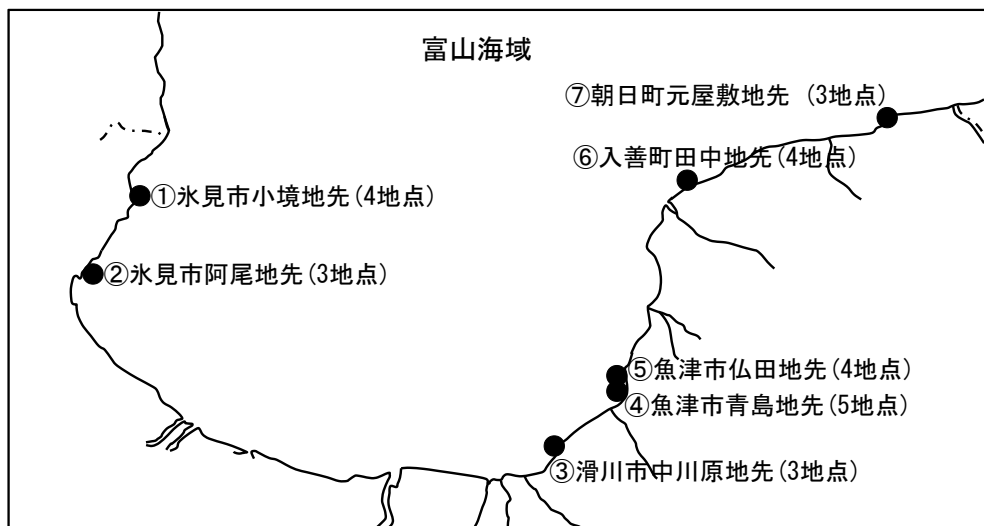 富山海域
⑦朝日町元屋敷地先 (3地点)
⑥入善町田中地先(4地点)
①氷見市小境地先(4地点)
②氷見市阿尾地先(3地点)
⑤魚津市仏田地先(4地点)
④魚津市青島地先(5地点)
③滑川市中川原地先(3地点)